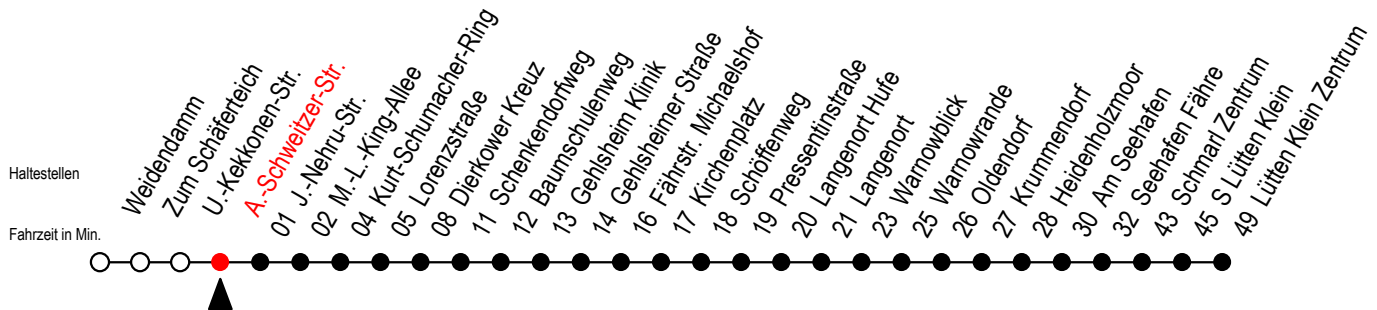 Haltestellen
Fahrzeit in Min.
Weidendamm
Zum Schäferteich
U.-Kekkonen-Str.
A.-Schweitzer-Str.
01 J.-Nehru-Str.
02 M.-L.-King-Allee
04 Kurt-Schumacher-Ring
05 Lorenzstraße
08 Dierkower Kreuz
11 Schenkendorfweg
12 Baumschulenweg
13 Gehlsheim Klinik
14 Gehlsheimer Straße
16 Fährstr. Michaelshof
17 Kirchenplatz
18 Schöffenweg
19 Pressentinstraße
20 Langenort Hufe
21 Langenort
23 Warnowblick
25 Warnowrande
26 Oldendorf
27 Krummendorf
28 Heidenholzmoor
30 Am Seehafen
32 Seehafen Fähre
43 Schmarl Zentrum
45 S Lütten Klein
49 Lütten Klein Zentrum